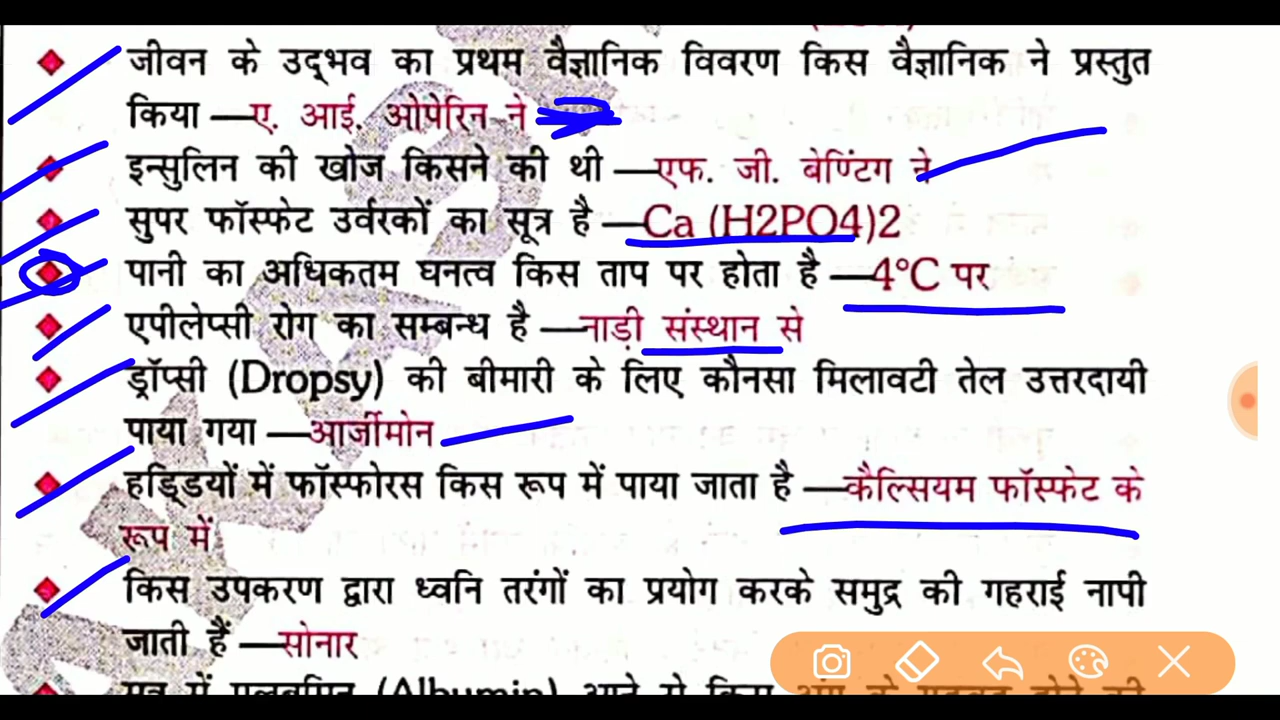 जीवन के उद्भव का प्रथम वैज्ञानिक विवरण किस वैज्ञानिक ने प्रस्तुत
किया —ए. आई. ओपेरिन ने
इन्सुलिन की खोज किसने की थी —एफ. जी. बेण्टिंग ने
सुपर फॉस्फेट उर्वरकों का सूत्र है —Ca (H2PO4)2
पानी का अधिकतम घनत्व किस ताप पर होता है —4°C पर
एपीलेप्सी रोग का सम्बन्ध है —नाड़ी संस्थान से
ड्रॉप्सी (Dropsy) की बीमारी के लिए कौनसा मिलावटी तेल उत्तरदायी
पाया गया —आर्जीमोन
हड्डियों में फॉस्फोरस किस रूप में पाया जाता है —कैल्सियम फॉस्फेट के
रूप में
किस उपकरण द्वारा ध्वनि तरंगों का प्रयोग करके समुद्र की गहराई नापी
जाती हैं —सोनार
(Albumin)